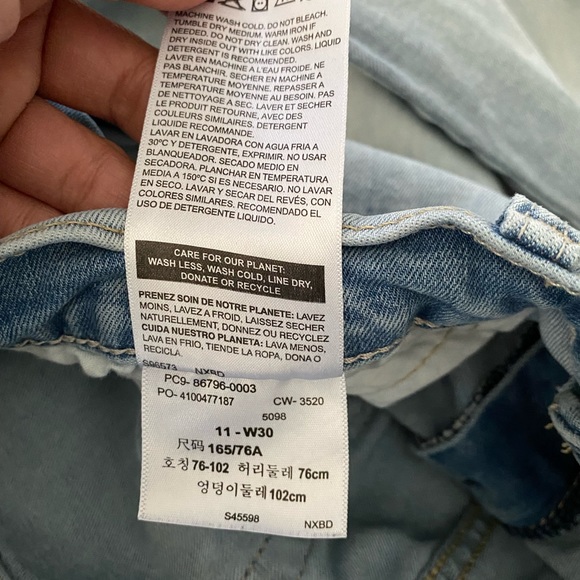 MACHINE WASH COLD. DO NOT BLEACH.
TUMBLE DRY MEDIUM. WARM IRON IF
NEEDED. DO NOT DRY CLEAN. WASH AND
DRY INSIDE OUT WITH LIKE COLORS. LIQUID
DETERGENT IS RECOMMENDED.
LAVER EN MACHINE A L'EAU FROIDE. NE
PAS BLANCHIR. SECHER EN MACHINE A
TEMPERATURE MOYENNE. REPASSER A
TEMPERATURE MOYENNE AU BESOIN. PAS
DE NETTOYAGE A SEC. LAVER ET SECHER
LE PRODUIT RETOURNE, AVEC DES
COULEURS SIMILAIRES. DETERGENT
LIQUIDE RECOMMANDE.
LAVAR EN LAVADORA CON AGUA FRIA A
30ºC Y DETERGENTE, EXPRIMIR. NO USAR
BLANQUEADOR. SECADO MEDIO EN
SECADORA. PLANCHAR EN TEMPERATURA
MEDIA A 150ºC SI ES NECESARIO. NO LAVAR
EN SECO. LAVAR Y SECAR DEL REVÉS, CON
COLORES SIMILARES. RECOMENDADO EL
USO DE DETERGENTE LIQUIDO.
CARE FOR OUR PLANET:
WASH LESS, WASH COLD, LINE DRY,
DONATE OR RECYCLE
PRENEZ SOIN DE NOTRE PLANETE: LAVEZ
MOINS, LAVEZ A FROID, LAISSEZ SECHER
NATURELLEMENT, DONNEZ OU RECYCLEZ
CUIDA NUESTRO PLANETA: LAVA MENOS,
LAVA EN FRIO, TIENDE LA ROPA, DONA O
RECICLA.
S96573 NXBD
PC9- 86796-0003
PO- 4100477187 CW- 3520
5098
11 - W30
尺码 165/76A
호칭 76-102 허리둘레 76cm
엉덩이둘레 102cm
S45598 NXBD